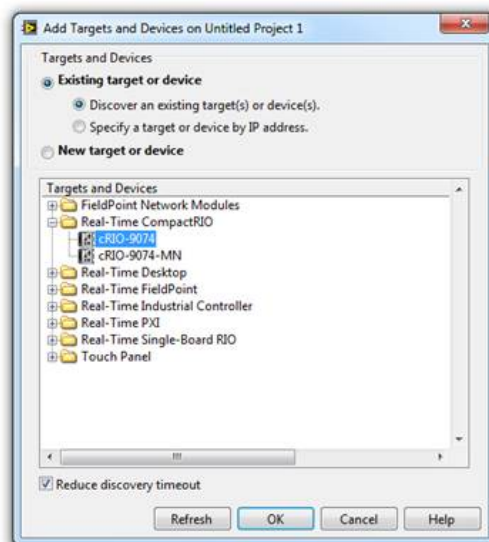 Add Targets and Devices on Untitled Project 1
Targets and Devices
Existing target or device
Discover an existing target(s) or device(s).
Specify a target or device by IP address.
New target or device
Targets and Devices
FieldPoint Network Modules
Real-Time CompactRIO
cRIO-9074
cRIO-9074-MN
Real-Time Desktop
Real-Time FieldPoint
Real-Time Industrial Controller
Real-Time PXI
Real-Time Single-Board RIO
Touch Panel
Reduce discovery timeout
Refresh OK Cancel Help